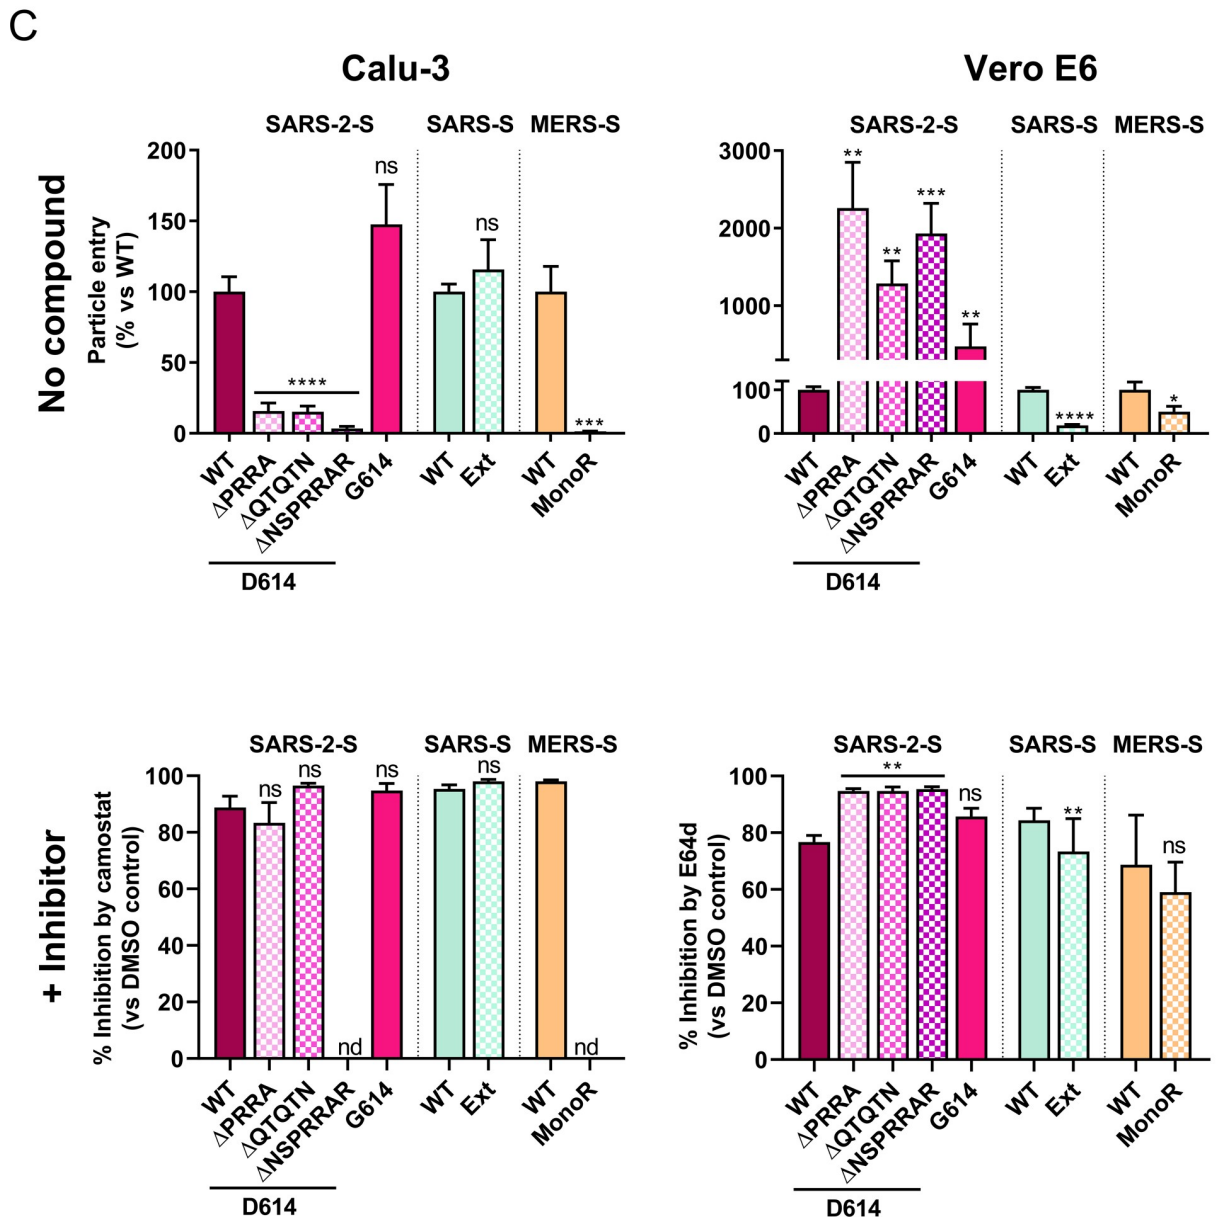 C
Calu-3
Vero E6
No compound
Particle entry
(% vs WT)
SARS-2-S
SARS-S
MERS-S
200
150
100
50
0
****
ns
ns
***
WT
ΔPRRA
ΔQTQTN
ΔNSPRRAR
G614
WT
Ext
WT
MonoR
D614
SARS-2-S
SARS-S
MERS-S
3000
2000
1000
100
0
**
**
***
**
****
*
WT
ΔPRRA
ΔQTQTN
ΔNSPRRAR
G614
WT
Ext
WT
MonoR
D614
+ Inhibitor
% Inhibition by camostat
(vs DMSO control)
SARS-2-S
SARS-S
MERS-S
100
80
60
40
20
0
ns
ns
nd
ns
ns
nd
WT
ΔPRRA
ΔQTQTN
ΔNSPRRAR
G614
WT
Ext
WT
MonoR
D614
% Inhibition by E64d
(vs DMSO control)
SARS-2-S
SARS-S
MERS-S
100
80
60
40
20
0
**
ns
**
ns
WT
ΔPRRA
ΔQTQTN
ΔNSPRRAR
G614
WT
Ext
WT
MonoR
D614